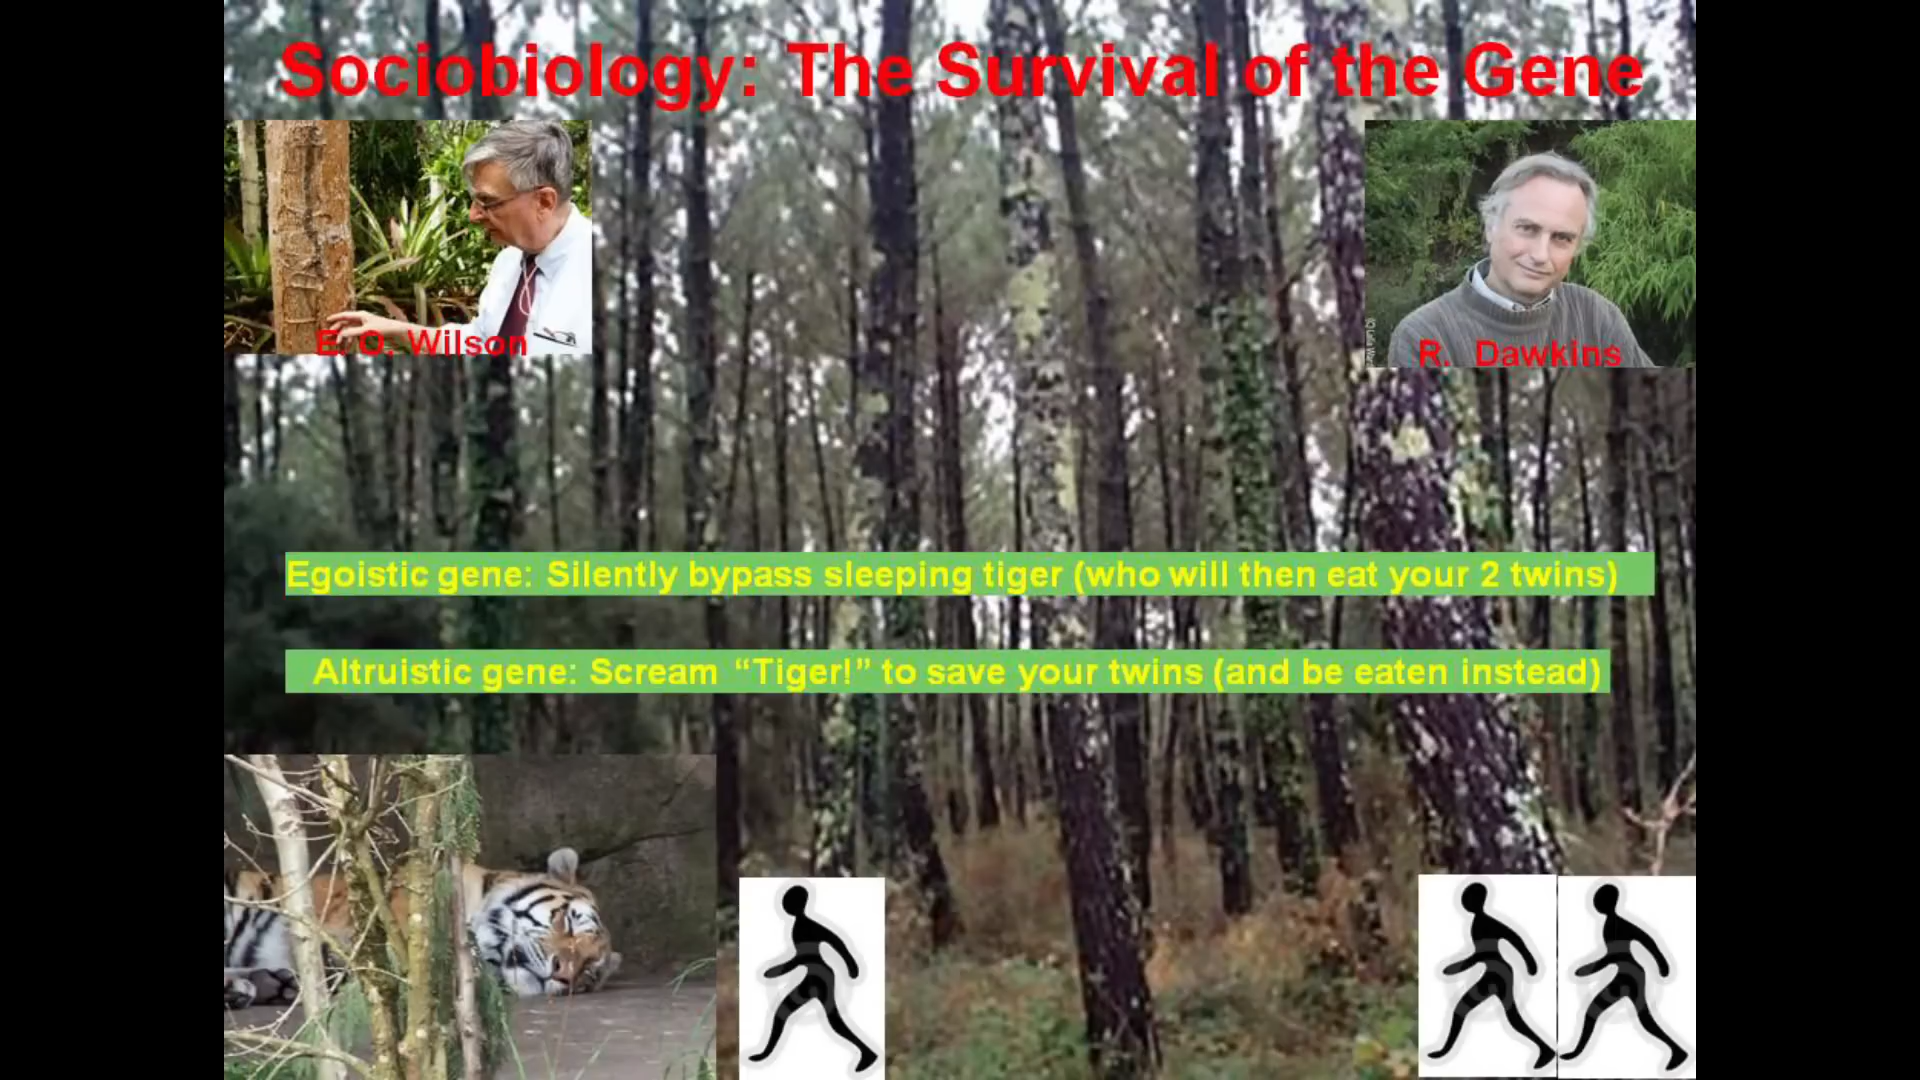 Sociobiology: The Survival of the Gene
E. O. Wilson
R. Dawkins
Egoistic gene: Silently bypass sleeping tiger (who will then eat your 2 twins)
Altruistic gene: Scream “Tiger!” to save your twins (and be eaten instead)